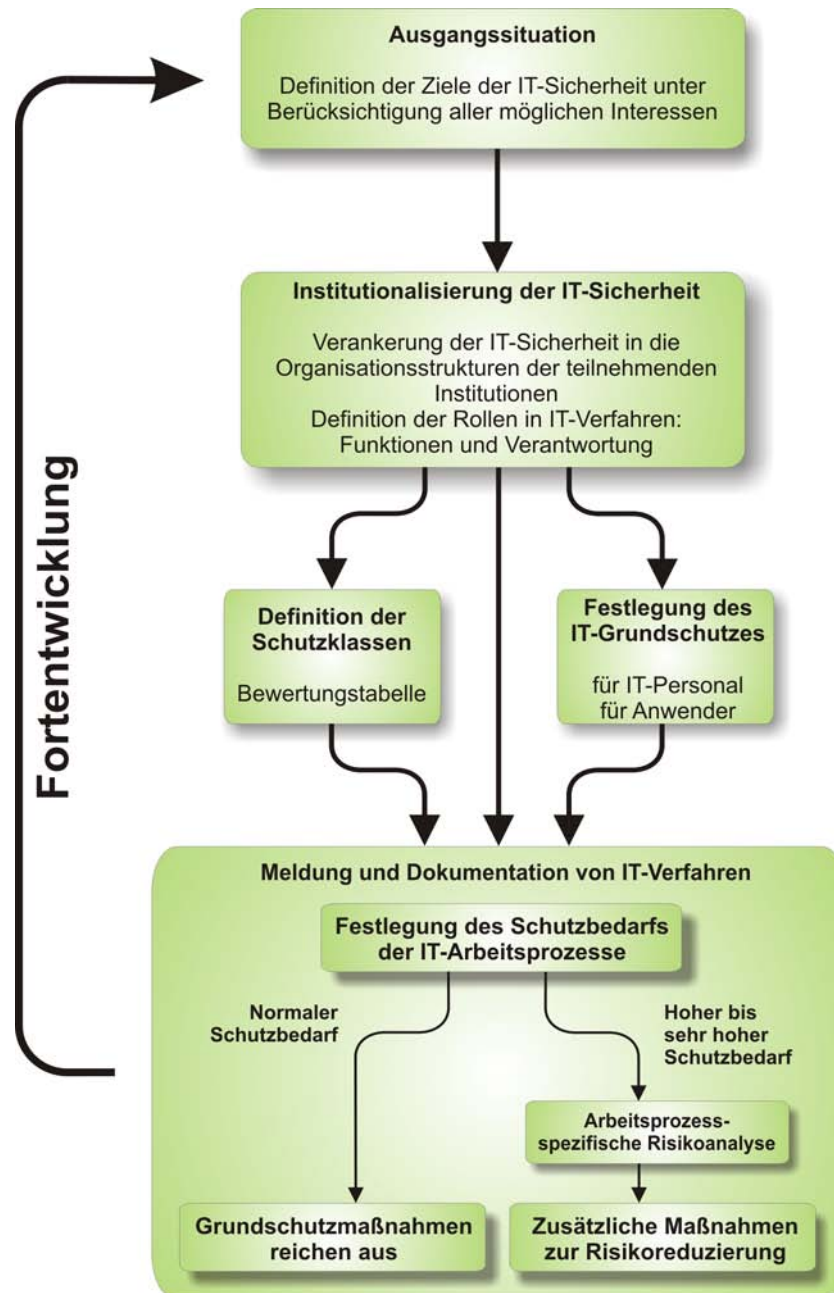 Ausgangssituation
Definition der Ziele der IT-Sicherheit unter
Berücksichtigung aller möglichen Interessen
Institutionalisierung der IT-Sicherheit
Verankerung der IT-Sicherheit in die
Organisationsstrukturen der teilnehmenden
Institutionen
Definition der Rollen in IT-Verfahren:
Funktionen und Verantwortung
Fortentwicklung
Definition der
Schutzklassen
Bewertungstabelle
Festlegung des
IT-Grundschutzes
für IT-Personal
für Anwender
Meldung und Dokumentation von IT-Verfahren
Festlegung des Schutzbedarfs
der IT-Arbeitsprozesse
Normaler
Schutzbedarf
Hoher bis
sehr hoher
Schutzbedarf
Arbeitsprozess-
spezifische Risikoanalyse
Grundschutzmaßnahmen
reichen aus
Zusätzliche Maßnahmen
zur Risikoreduzierung